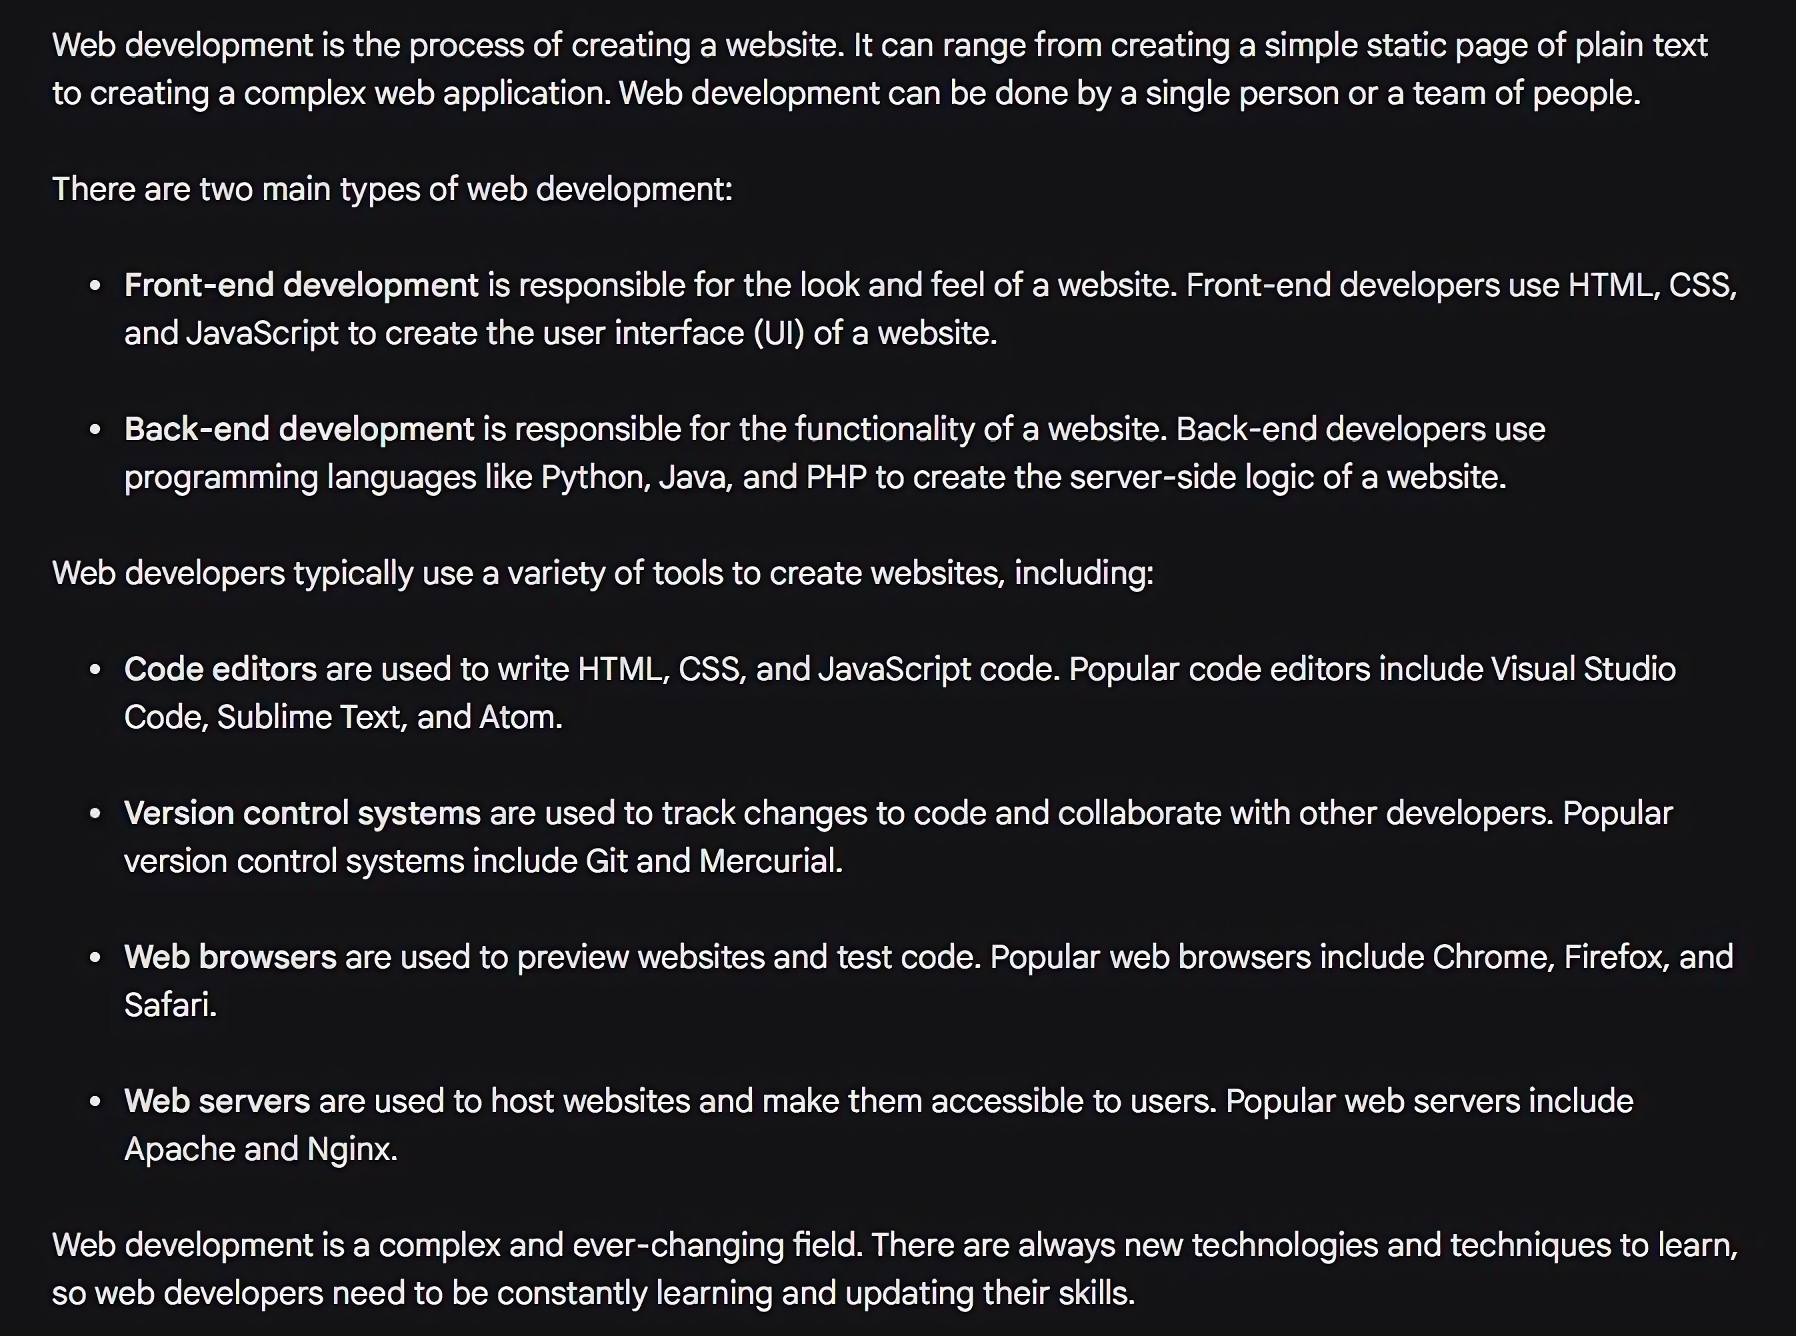 Web development is the process of creating a website. It can range from creating a simple static page of plain text
to creating a complex web application. Web development can be done by a single person or a team of people.
There are two main types of web development:
• Front-end development is responsible for the look and feel of a website. Front-end developers use HTML, CSS,
and JavaScript to create the user interface (UI) of a website.
• Back-end development is responsible for the functionality of a website. Back-end developers use
programming languages like Python, Java, and PHP to create the server-side logic of a website.
Web developers typically use a variety of tools to create websites, including:
• Code editors are used to write HTML, CSS, and JavaScript code. Popular code editors include Visual Studio
Code, Sublime Text, and Atom.
• Version control systems are used to track changes to code and collaborate with other developers. Popular
version control systems include Git and Mercurial.
• Web browsers are used to preview websites and test code. Popular web browsers include Chrome, Firefox, and
Safari.
• Web servers are used to host websites and make them accessible to users. Popular web servers include
Apache and Nginx.
Web development is a complex and ever-changing field. There are always new technologies and techniques to learn,
so web developers need to be constantly learning and updating their skills.